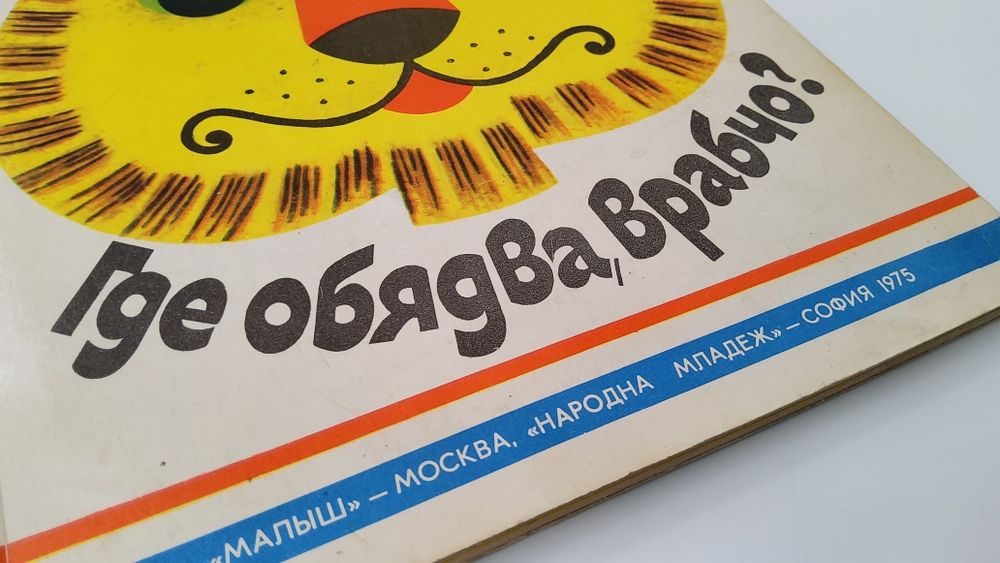 Где обядва, врабчо?
«МАЛЫШ» – МОСКВА, «НАРОДНА МЛАДЕЖ» – СОФИЯ 1975